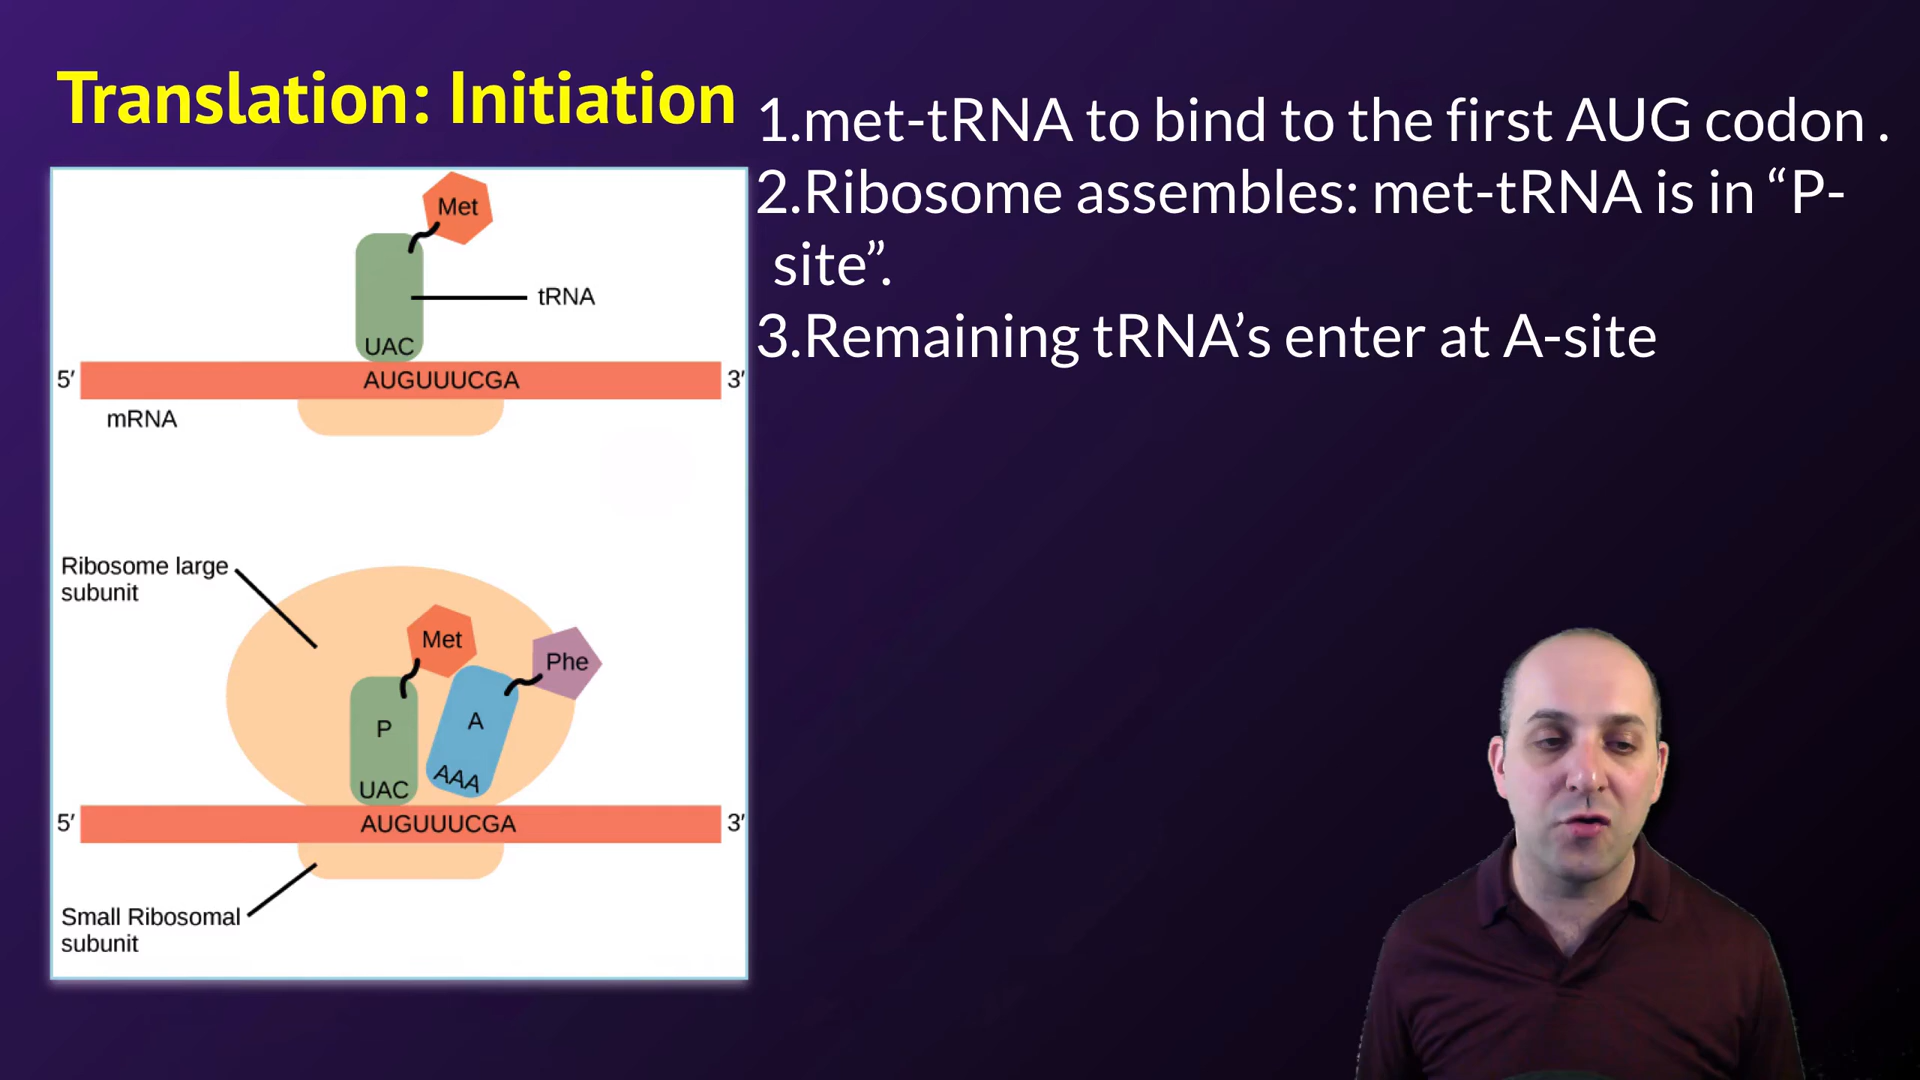 Translation: Initiation
1.met-tRNA to bind to the first AUG codon .
2.Ribosome assembles: met-tRNA is in “P-
site”.
3.Remaining tRNA’s enter at A-site
Met
tRNA
UAC
5′ AUGUUUCGA 3′
mRNA
Ribosome large
subunit
Met
Phe
P
A
UAC
AAA
5′ AUGUUUCGA 3′
Small Ribosomal
subunit